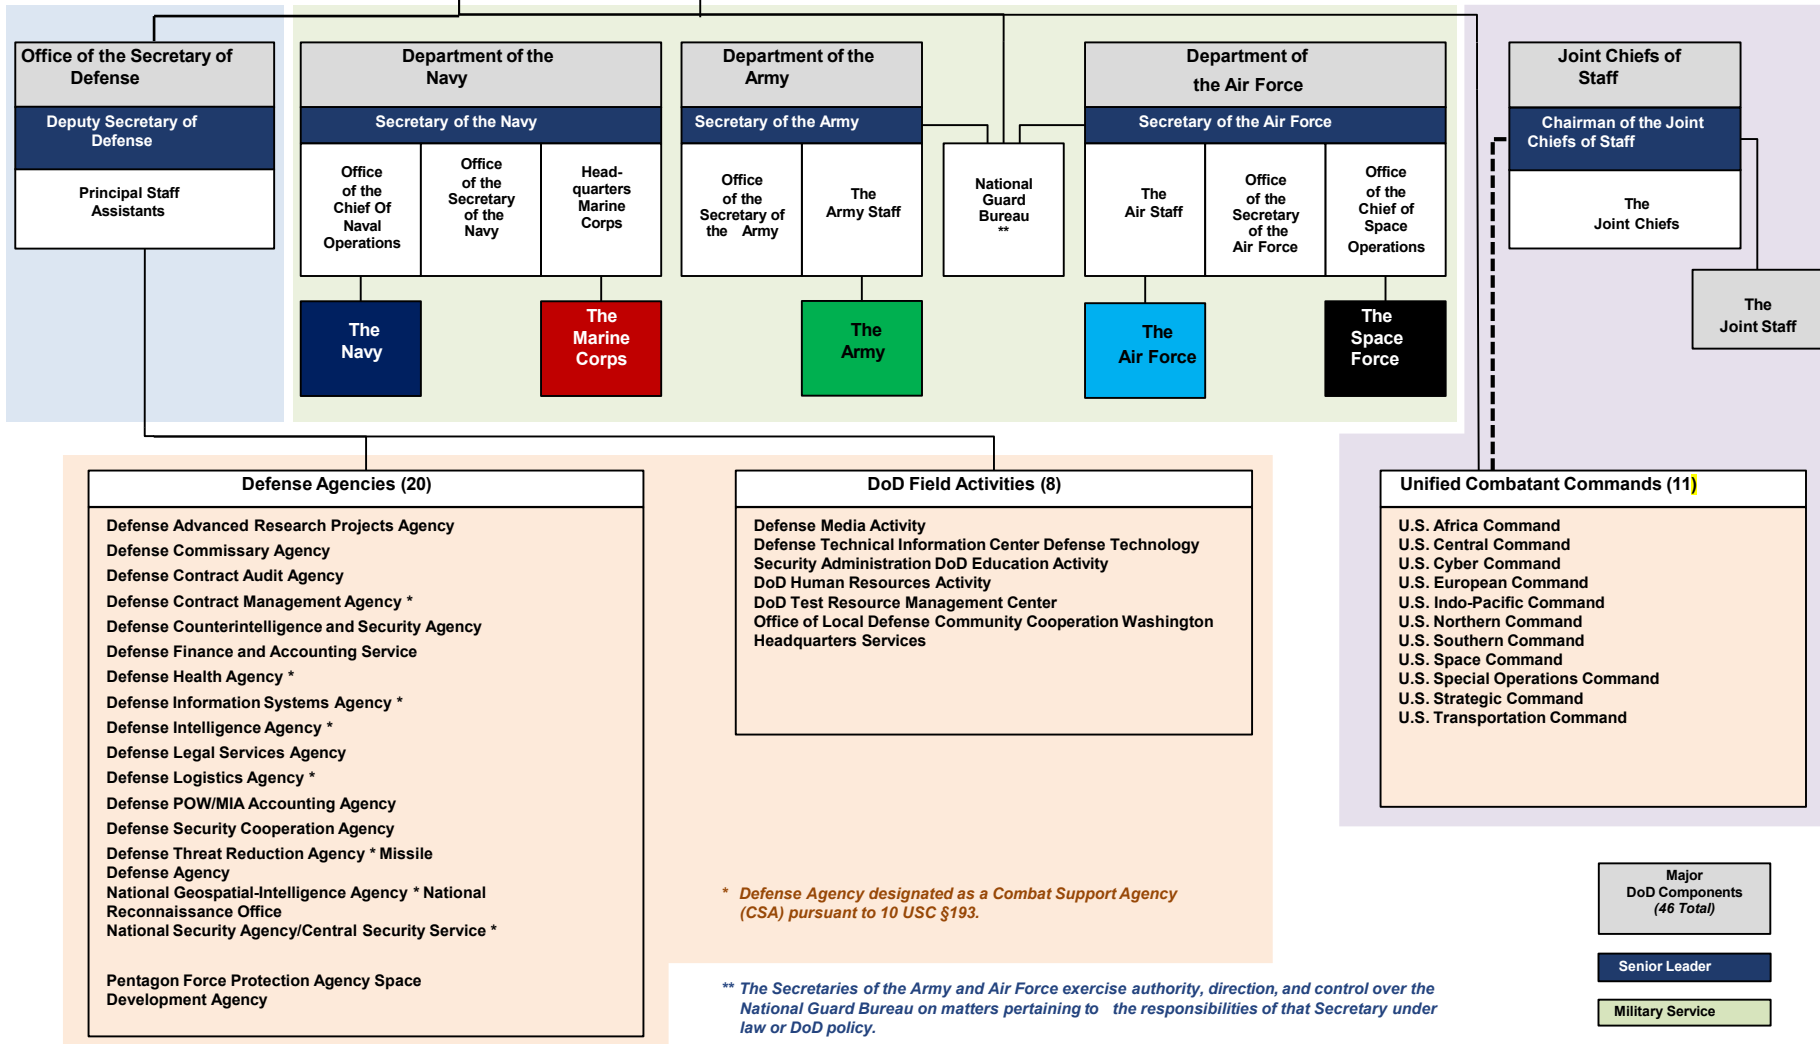 Office of the Secretary of
Defense
Deputy Secretary of
Defense
Principal Staff
Assistants
Department of the
Navy
Secretary of the Navy
Office
of the
Chief Of
Naval
Operations
Office
of the
Secretary
of the
Navy
Head-
quarters
Marine
Corps
The
Navy
The
Marine
Corps
Department of the
Army
Secretary of the Army
Office
of the
Secretary of
the Army
The
Army Staff
The
Army
National
Guard
Bureau
**
Department of
the Air Force
Secretary of the Air Force
The
Air Staff
Office
of the
Secretary
of the
Air Force
Office
of the
Chief of
Space
Operations
The
Air Force
The
Space
Force
Joint Chiefs of
Staff
Chairman of the Joint
Chiefs of Staff
The
Joint Chiefs
The
Joint Staff
Defense Agencies (20)
Defense Advanced Research Projects Agency
Defense Commissary Agency
Defense Contract Audit Agency
Defense Contract Management Agency *
Defense Counterintelligence and Security Agency
Defense Finance and Accounting Service
Defense Health Agency *
Defense Information Systems Agency *
Defense Intelligence Agency *
Defense Legal Services Agency
Defense Logistics Agency *
Defense POW/MIA Accounting Agency
Defense Security Cooperation Agency
Defense Threat Reduction Agency * Missile
Defense Agency
National Geospatial-Intelligence Agency * National
Reconnaissance Office
National Security Agency/Central Security Service *
Pentagon Force Protection Agency Space
Development Agency
DoD Field Activities (8)
Defense Media Activity
Defense Technical Information Center Defense Technology
Security Administration DoD Education Activity
DoD Human Resources Activity
DoD Test Resource Management Center
Office of Local Defense Community Cooperation Washington
Headquarters Services
Unified Combatant Commands (11)
U.S. Africa Command
U.S. Central Command
U.S. Cyber Command
U.S. European Command
U.S. Indo-Pacific Command
U.S. Northern Command
U.S. Southern Command
U.S. Space Command
U.S. Special Operations Command
U.S. Strategic Command
U.S. Transportation Command
* Defense Agency designated as a Combat Support Agency
(CSA) pursuant to 10 USC §193.
** The Secretaries of the Army and Air Force exercise authority, direction, and control over the
National Guard Bureau on matters pertaining to the responsibilities of that Secretary under
law or DoD policy.
Major
DoD Components
(46 Total)
Senior Leader
Military Service